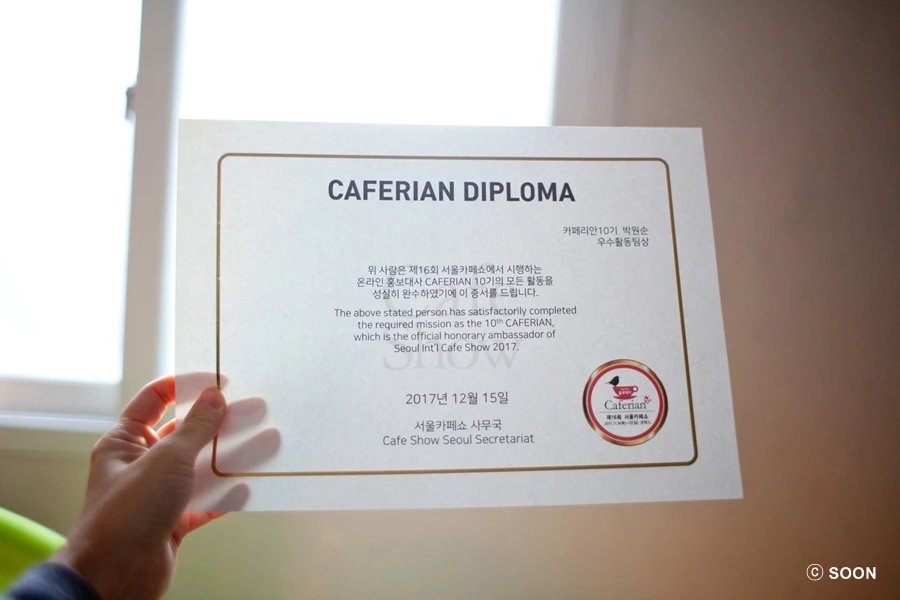 CAFERIAN DIPLOMA
카페리안10기 박원순
우수활동팀상
위 사람은 제16회 서울카페쇼에서 시행하는
온라인 홍보대사 CAFERIAN 10기의 모든 활동을
성실히 완수하였기에 이 증서를 드립니다.
The above stated person has satisfactorily completed
the required mission as the 10th CAFERIAN,
which is the official honorary ambassador of
Seoul Int'l Cafe Show 2017.
Cafe
Show
2017년 12월 15일
서울카페쇼 사무국
Cafe Show Seoul Secretariat
Caferian
제16회 서울카페쇼
ⓒ SOON